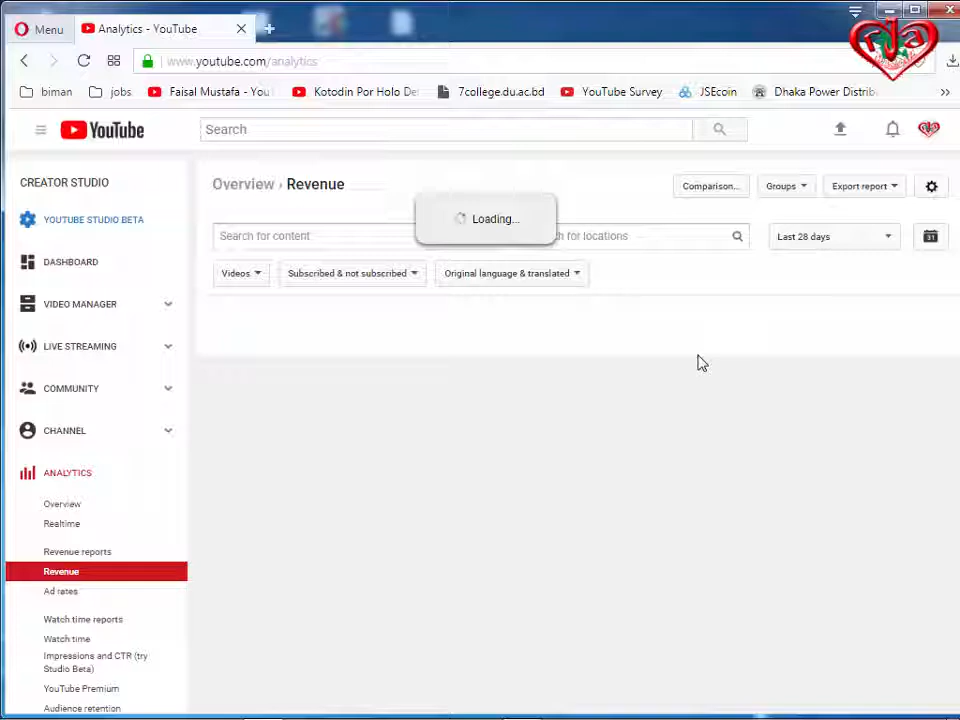 Menu
Analytics - YouTube
www.youtube.com/analytics
biman
jobs
Faisal Mustafa - You
Kotodin Por Holo De
7college.du.ac.bd
YouTube Survey
JSEcoin
Dhaka Power Distrib
»
YouTube
Search
CREATOR STUDIO
Overview › Revenue
Comparison...
Groups
Export report
YOUTUBE STUDIO BETA
Loading...
Search for content
h for locations
Last 28 days
31
DASHBOARD
Videos
Subscribed & not subscribed
Original language & translated
VIDEO MANAGER
LIVE STREAMING
COMMUNITY
CHANNEL
ANALYTICS
Overview
Realtime
Revenue reports
Revenue
Ad rates
Watch time reports
Watch time
Impressions and CTR (try
Studio Beta)
YouTube Premium
Audience retention